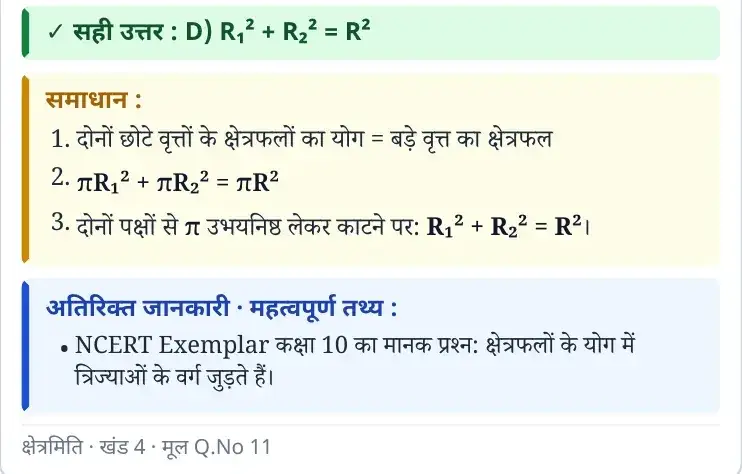 ✓ सही उत्तर : D) R₁² + R₂² = R²
समाधान :
1. दोनों छोटे वृत्तों के क्षेत्रफलों का योग = बड़े वृत्त का क्षेत्रफल
2. πR₁² + πR₂² = πR²
3. दोनों पक्षों से π उभयनिष्ठ लेकर काटने पर: R₁² + R₂² = R²।
अतिरिक्त जानकारी · महत्वपूर्ण तथ्य :
• NCERT Exemplar कक्षा 10 का मानक प्रश्न: क्षेत्रफलों के योग में
त्रिज्याओं के वर्ग जुड़ते हैं।
क्षेत्रमिति · खंड 4 · मूल Q.No 11